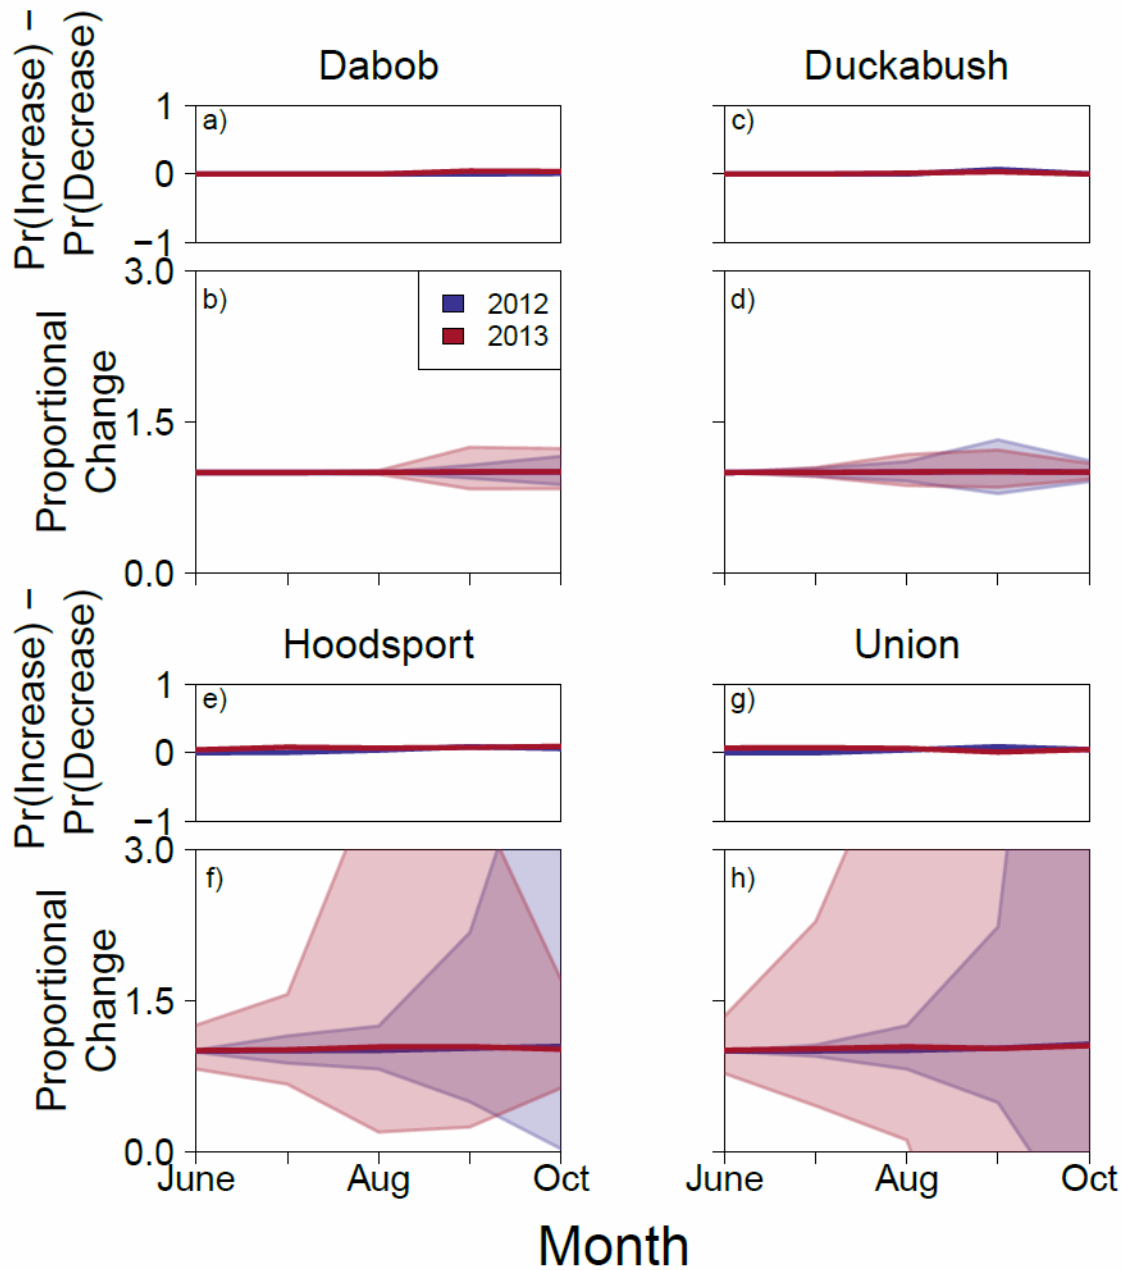 Pr(Increase) −
Pr(Decrease)
Dabob
Duckabush
1
0
−1
a)
c)
Proportional
Change
3.0
1.5
0.0
b)
2012
2013
d)
Pr(Increase) −
Pr(Decrease)
Hoodsport
Union
1
0
−1
e)
g)
Proportional
Change
3.0
1.5
0.0
f)
h)
June
Aug
Oct
June
Aug
Oct
Month